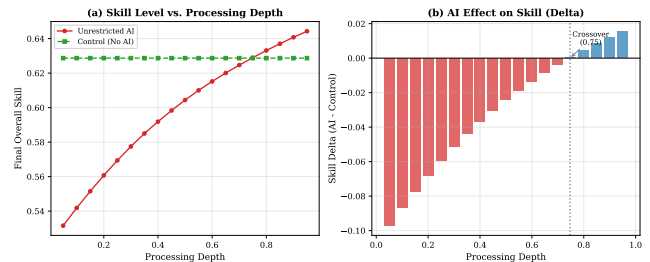 (a) Skill Level vs. Processing Depth
Unrestricted AI
Control (No AI)
Final Overall Skill
0.64
0.62
0.60
0.58
0.56
0.54
0.2
0.4
0.6
0.8
Processing Depth
(b) AI Effect on Skill (Delta)
Crossover
(0.75)
Skill Delta (AI - Control)
0.02
0.00
−0.02
−0.04
−0.06
−0.08
−0.10
0.0
0.2
0.4
0.6
0.8
1.0
Processing Depth